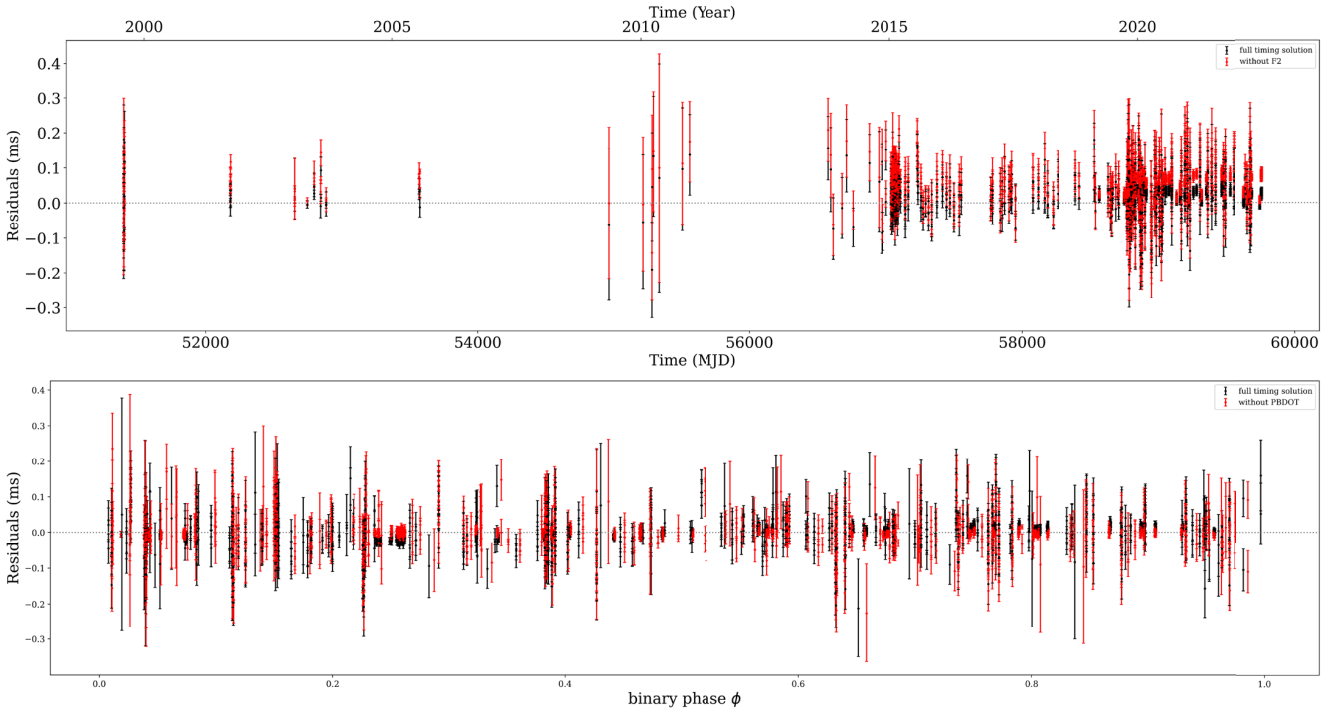 Time (Year)
2000 2005 2010 2015 2020
full timing solution
without F2
0.4
0.3
0.2
0.1
0.0
−0.1
−0.2
−0.3
Residuals (ms)
52000 54000 56000 58000 60000
Time (MJD)
full timing solution
without PBDOT
0.4
0.3
0.2
0.1
0.0
−0.1
−0.2
−0.3
Residuals (ms)
0.0 0.2 0.4 0.6 0.8 1.0
binary phase ϕ